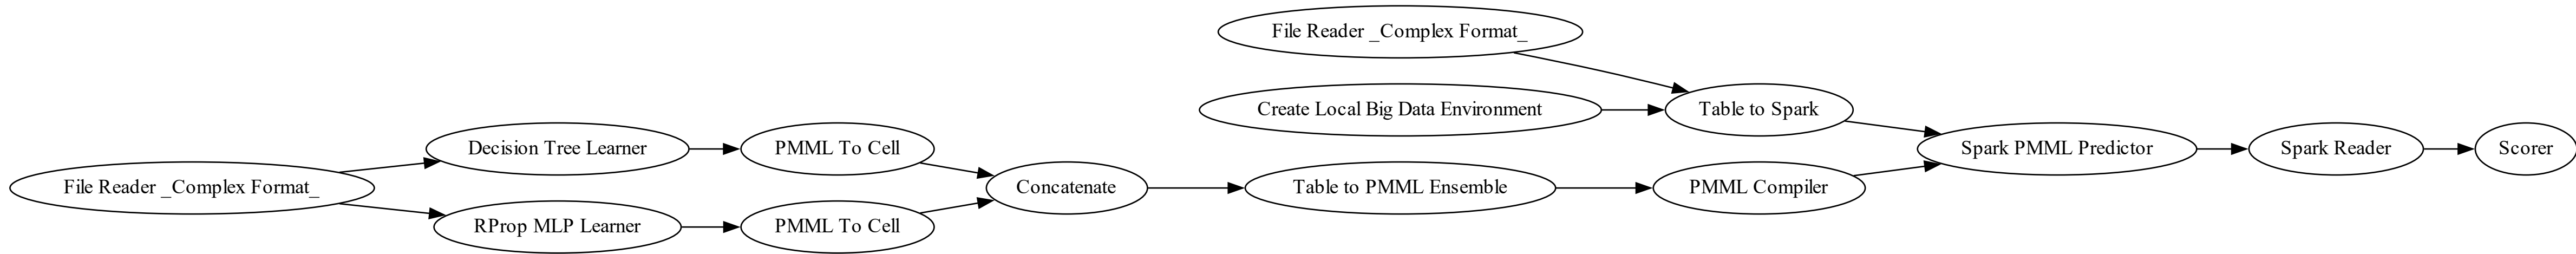 File Reader _Complex Format_
Create Local Big Data Environment
Table to Spark
Decision Tree Learner
PMML To Cell
Spark PMML Predictor
Spark Reader
Scorer
File Reader _Complex Format_
Concatenate
Table to PMML Ensemble
PMML Compiler
RProp MLP Learner
PMML To Cell